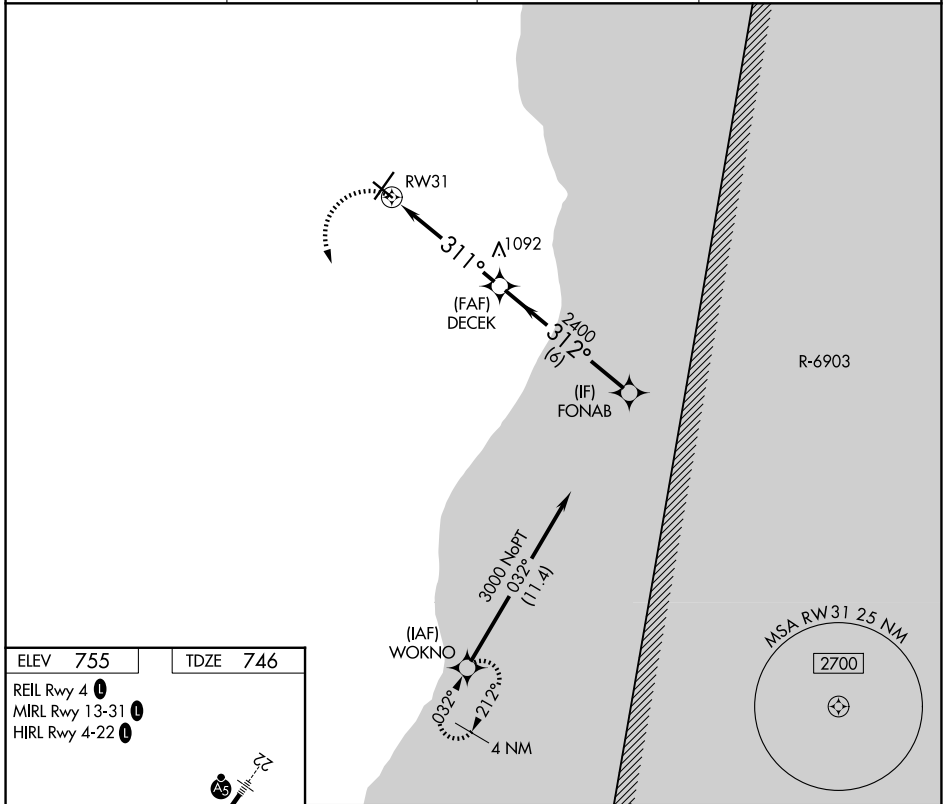 RW31
311°
1092
(FAF)
DECEK
2400
312°
(6)
(IF)
FONAB
R-6903
3000 NoPT
032°
(11.4)
(IAF)
WOKNO
032°
212°
4 NM
MSA RW31 25 NM
2700
ELEV 755
TDZE 746
REIL Rwy 4 L
MIRL Rwy 13-31 L
HIRL Rwy 4-22 L
22
A5